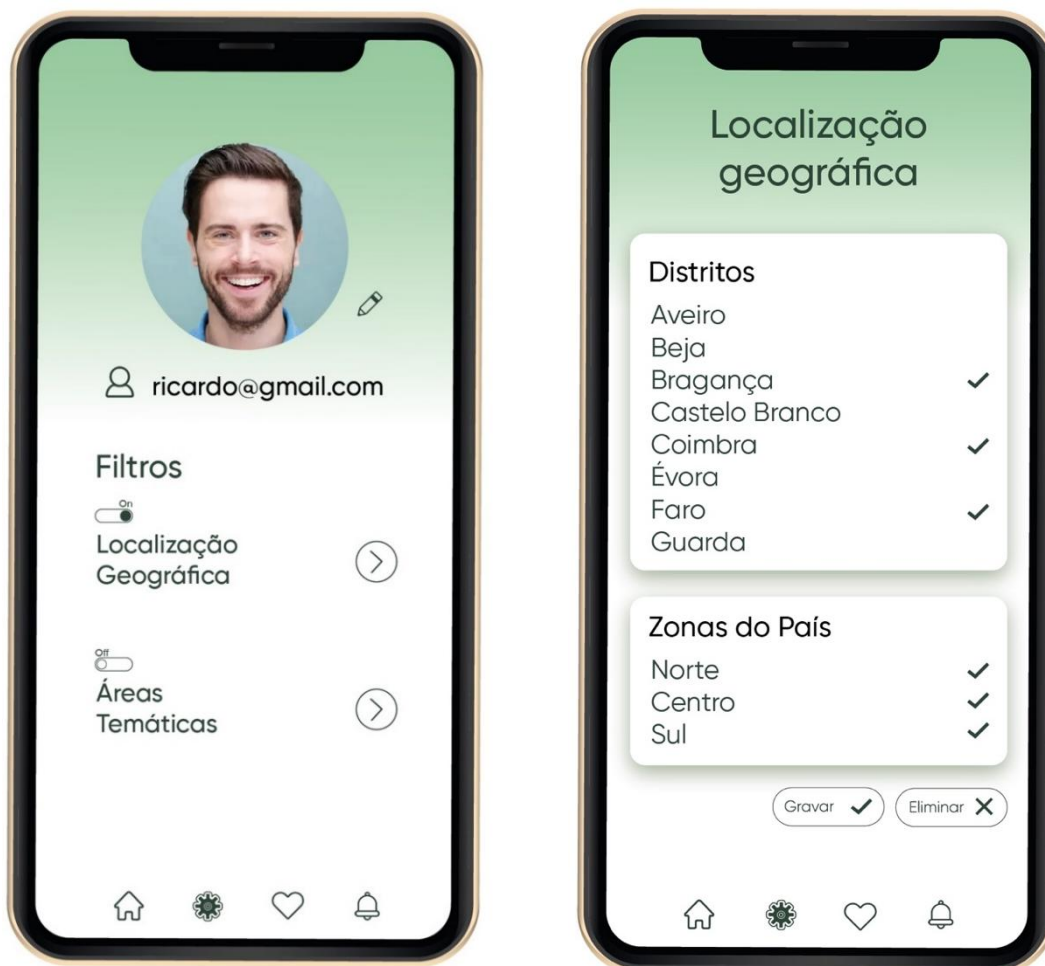 ricardo@gmail.com
Filtros
On
Localização
Geográfica
Off
Áreas
Temáticas
Localização
geográfica
Distritos
Aveiro
Beja
Bragança
Castelo Branco
Coimbra
Évora
Faro
Guarda
Zonas do País
Norte
Centro
Sul
Gravar
Eliminar